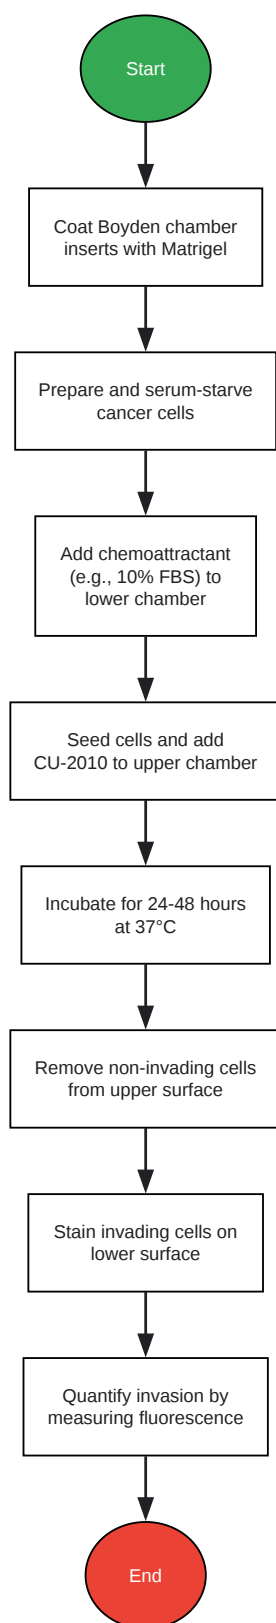 Start
Coat Boyden chamber
inserts with Matrigel
Prepare and serum-starve
cancer cells
Add chemoattractant
(e.g., 10% FBS) to
lower chamber
Seed cells and add
CU-2010 to upper chamber
Incubate for 24-48 hours
at 37°C
Remove non-invading cells
from upper surface
Stain invading cells on
lower surface
Quantify invasion by
measuring fluorescence
End